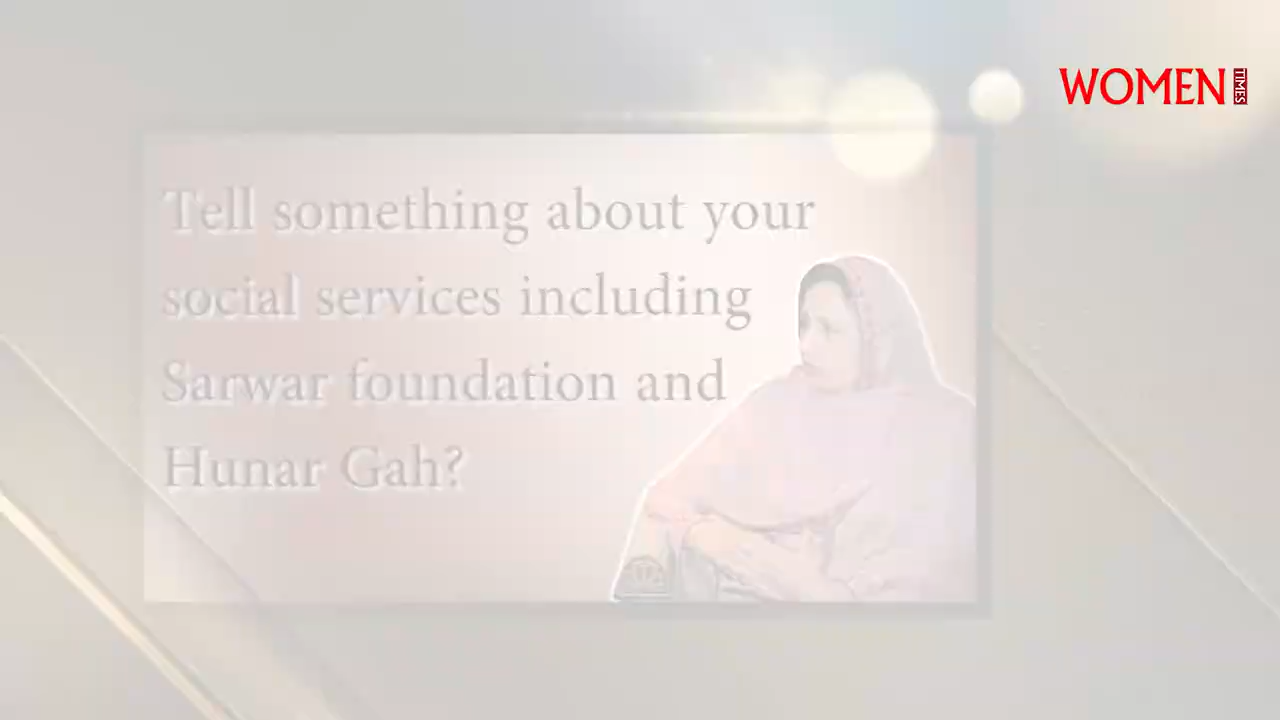 WOMEN TIMES
Tell something about your
social services including
Sarwar foundation and
Hunar Gah?